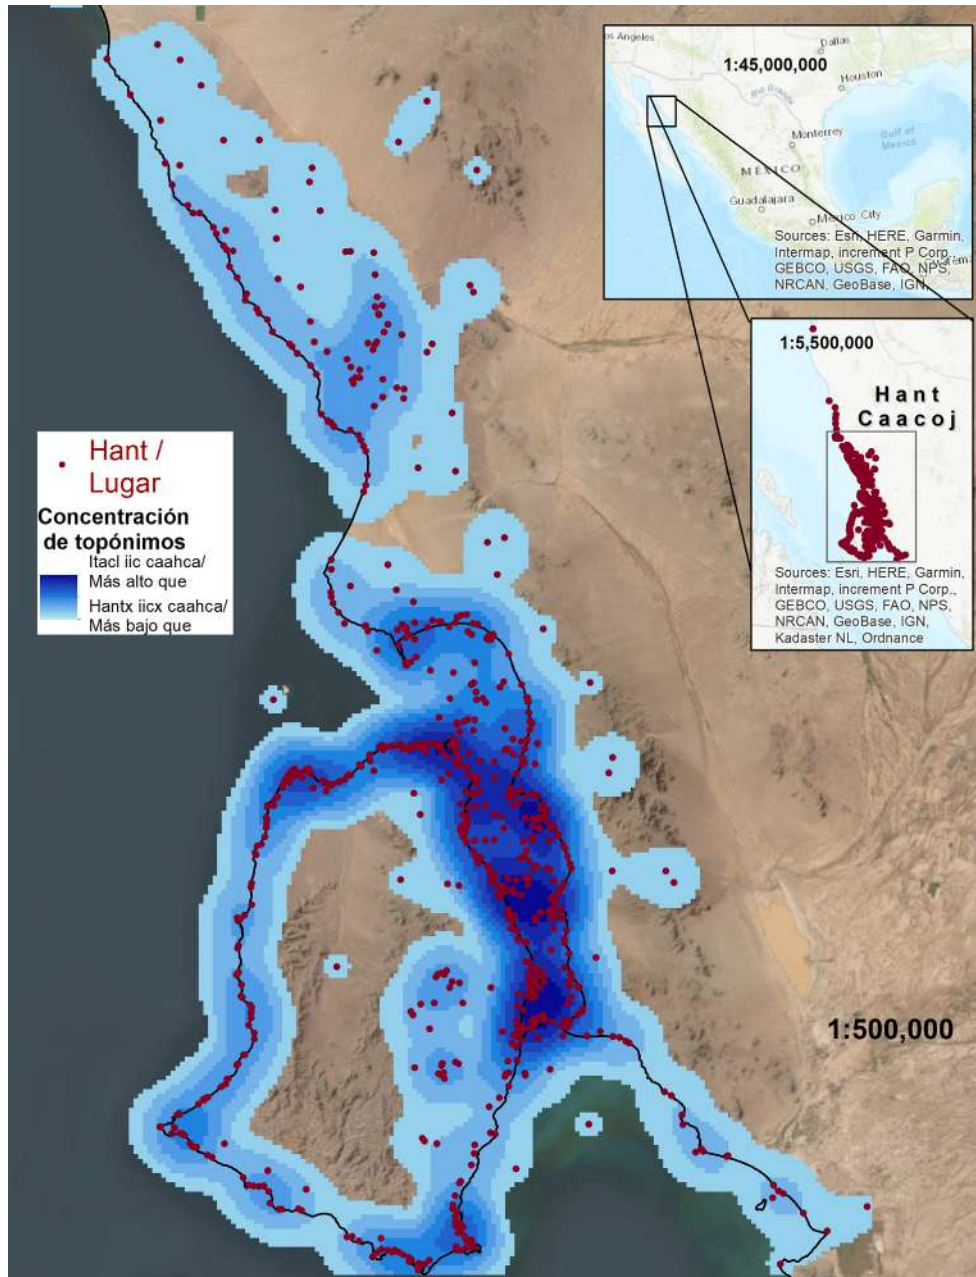 Hant /
Lugar
Concentración
de topónimos
Itacl iic caahca/
Más alto que
Hantx iicx caahca/
Más bajo que
os Angeles
Dallas
1:45,000,000
Houston
Rio Grande
Monterrey
Gulf of
Mexico
MÉXICO
Guadalajara
Mexico City
Sources: Esri, HERE, Garmin,
Intermap, increment P Corp.,
GEBCO, USGS, FAO, NPS,
NRCAN, GeoBase, IGN,
1:5,500,000
Hant
Caacoj
Sources: Esri, HERE, Garmin,
Intermap, increment P Corp.,
GEBCO, USGS, FAO, NPS,
NRCAN, GeoBase, IGN,
Kadaster NL, Ordnance
1:500,000